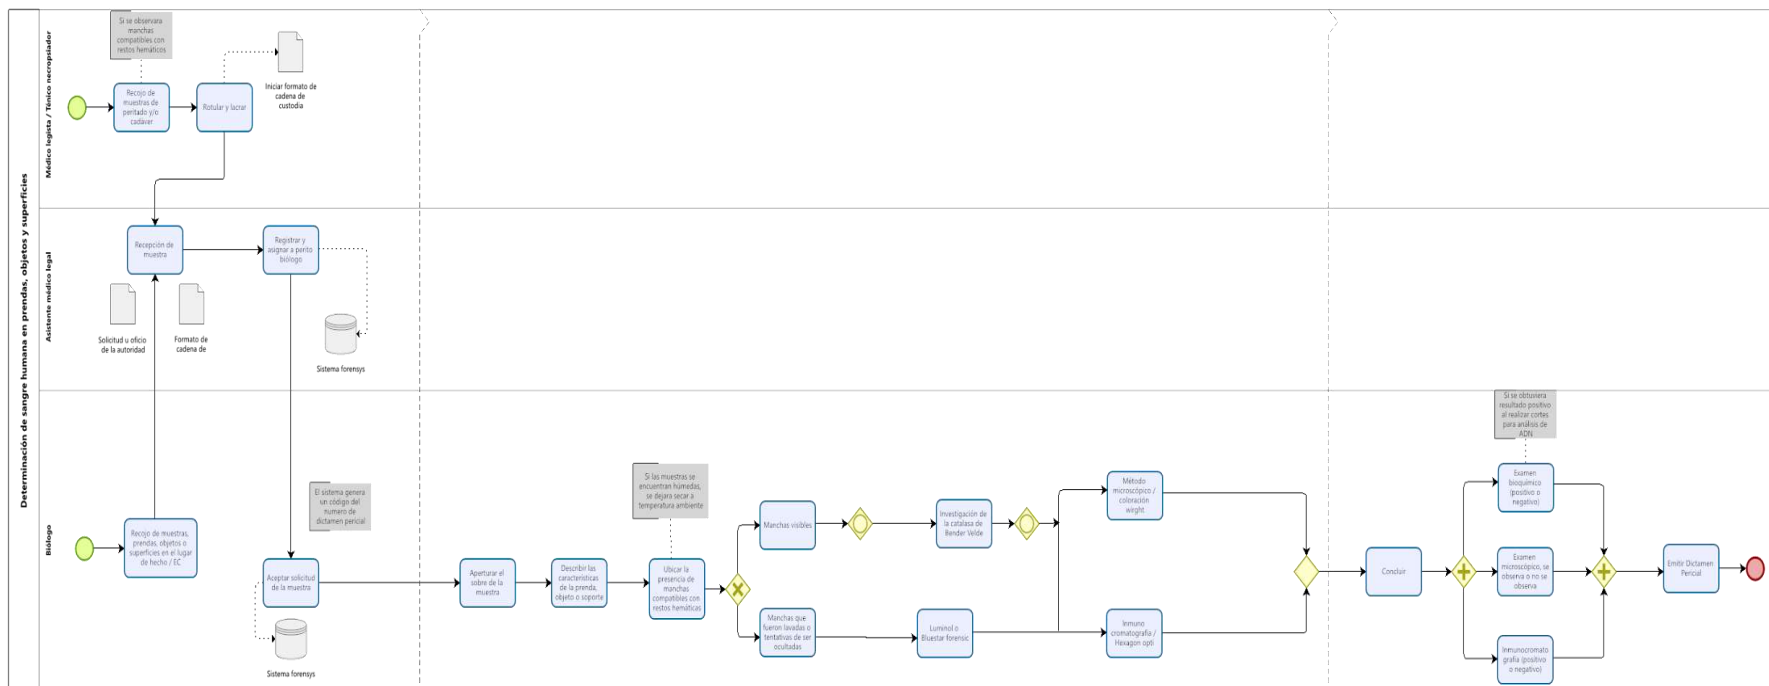 Determinación de sangre humana en prendas, objetos y superficies
Médico legista / Ténico necropsiador
Si se observara
manchas
compatibles con
restos hemáticos
Recojo de
muestras de
peritado y/o
cadáver
Rotular y lacrar
Iniciar formato de
cadena de
custodia
Asistente médico legal
Recepción de
muestra
Registrar y
asignar a perito
biólogo
Solicitud u oficio
de la autoridad
Formato de
cadena de
Sistema forensys
Biólogo
Recojo de muestras,
prendas, objetos o
superficies en el lugar
de hecho / EC
El sistema genera
un código del
numero de
dictamen pericial
Aceptar solicitud
de la muestra
Sistema forensys
Aperturar el
sobre de la
muestra
Describir las
características
de la prenda,
objeto o soporte
Si las muestras se
encuentran húmedas,
se dejara secar a
temperatura ambiente
Ubicar la
presencia de
manchas
compatibles con
restos hemáticas
Manchas visibles
Investigación de
la catalasa de
Render Velde
Método
microscópico /
coloración
wirght
Manchas que
fueron lavadas o
tentativas de ser
ocultadas
Luminol o
Bluestar forensic
Inmuno
cromatografia /
Hexagon opti
Concluir
Si se obtuviera
resultado positivo
al realizar cortes
para análisis de
ADN
Examen
bioquímico
(positivo o
negativo)
Examen
microscópico, se
observa o no se
observa
Inmunocromato
grafia (positivo
o negativo)
Emitir Dictamen
Pericial